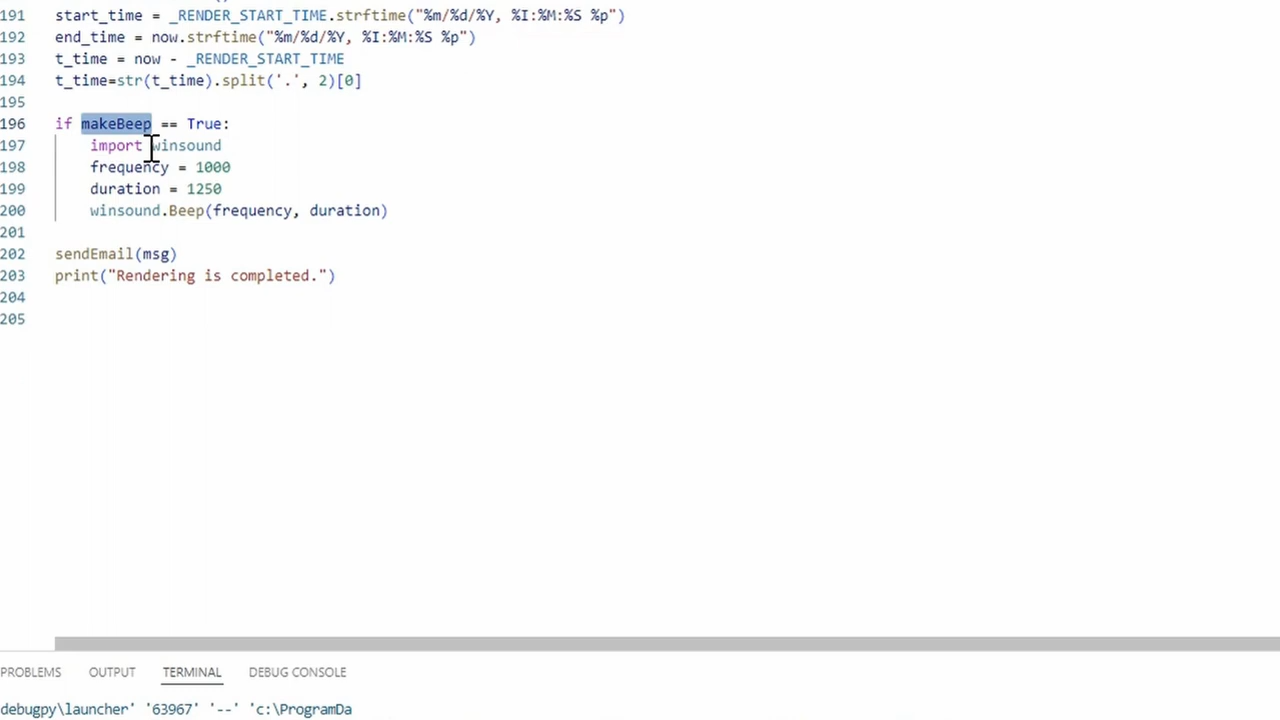 191 start_time = _RENDER_START_TIME.strftime("%m/%d/%Y, %I:%M:%S %p")
192 end_time = now.strftime("%m/%d/%Y, %I:%M:%S %p")
193 t_time = now - _RENDER_START_TIME
194 t_time=str(t_time).split('.', 2)[0]
195
196 if makeBeep == True:
197 import winsound
198 frequency = 1000
199 duration = 1250
200 winsound.Beep(frequency, duration)
201
202 sendEmail(msg)
203 print("Rendering is completed.")
204
205
PROBLEMS OUTPUT TERMINAL DEBUG CONSOLE
debugpy\launcher' '63967' '--' 'c:\ProgramDa